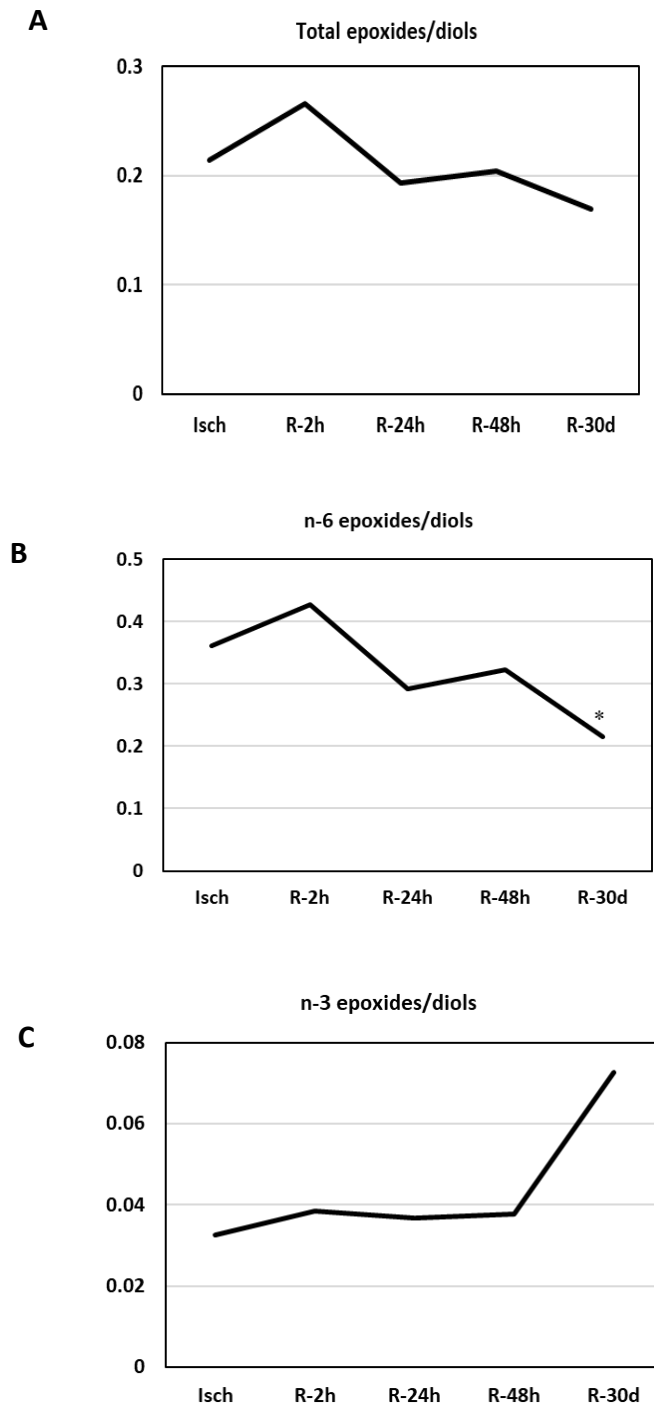 A
Total epoxides/diols
0.3
0.2
0.1
0
Isch R-2h R-24h R-48h R-30d
n-6 epoxides/diols
B
0.5
0.4
0.3
*
0.2
0.1
0
Isch R-2h R-24h R-48h R-30d
n-3 epoxides/diols
C
0.08
0.06
0.04
0.02
0
Isch R-2h R-24h R-48h R-30d